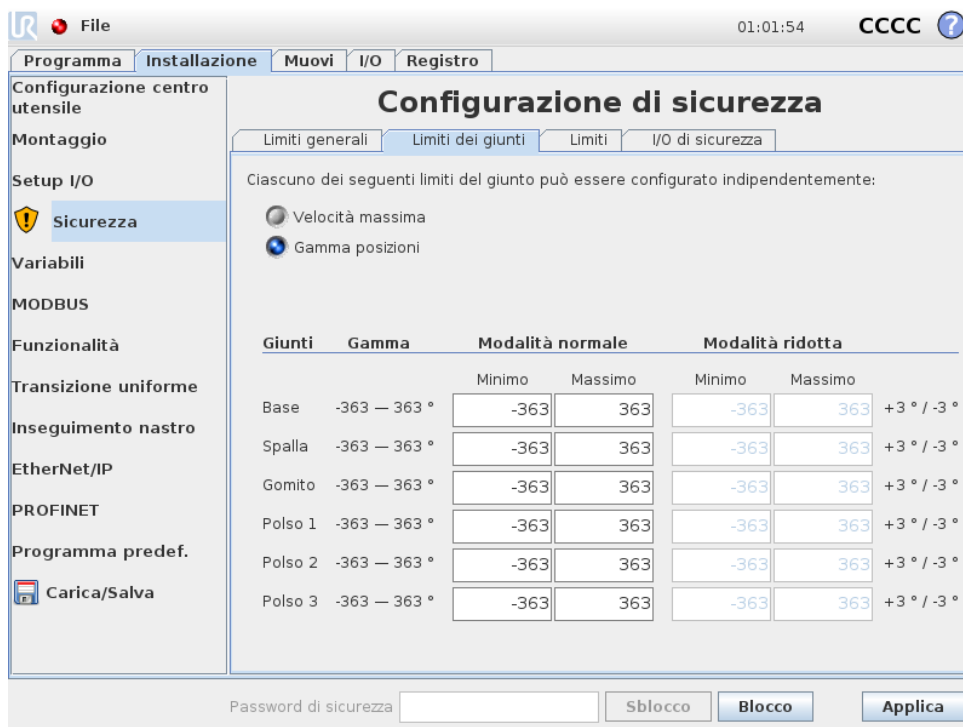 UR File 01:01:54 CCCC ?
Programma Installazione Muovi I/O Registro
Configurazione centro
utensile
Montaggio
Setup I/O
Sicurezza
Variabili
MODBUS
Funzionalità
Transizione uniforme
Inseguimento nastro
EtherNet/IP
PROFINET
Programma predef.
Carica/Salva
Configurazione di sicurezza
Limiti generali Limiti dei giunti Limiti I/O di sicurezza
Ciascuno dei seguenti limiti del giunto può essere configurato indipendentemente:
Velocità massima
Gamma posizioni
Giunti Gamma Modalità normale Modalità ridotta
Minimo Massimo Minimo Massimo
Base -363 — 363 ° -363 363 -363 363 +3 ° / -3 °
Spalla -363 — 363 ° -363 363 -363 363 +3 ° / -3 °
Gomito -363 — 363 ° -363 363 -363 363 +3 ° / -3 °
Polso 1 -363 — 363 ° -363 363 -363 363 +3 ° / -3 °
Polso 2 -363 — 363 ° -363 363 -363 363 +3 ° / -3 °
Polso 3 -363 — 363 ° -363 363 -363 363 +3 ° / -3 °
Password di sicurezza Sblocco Blocco Applica